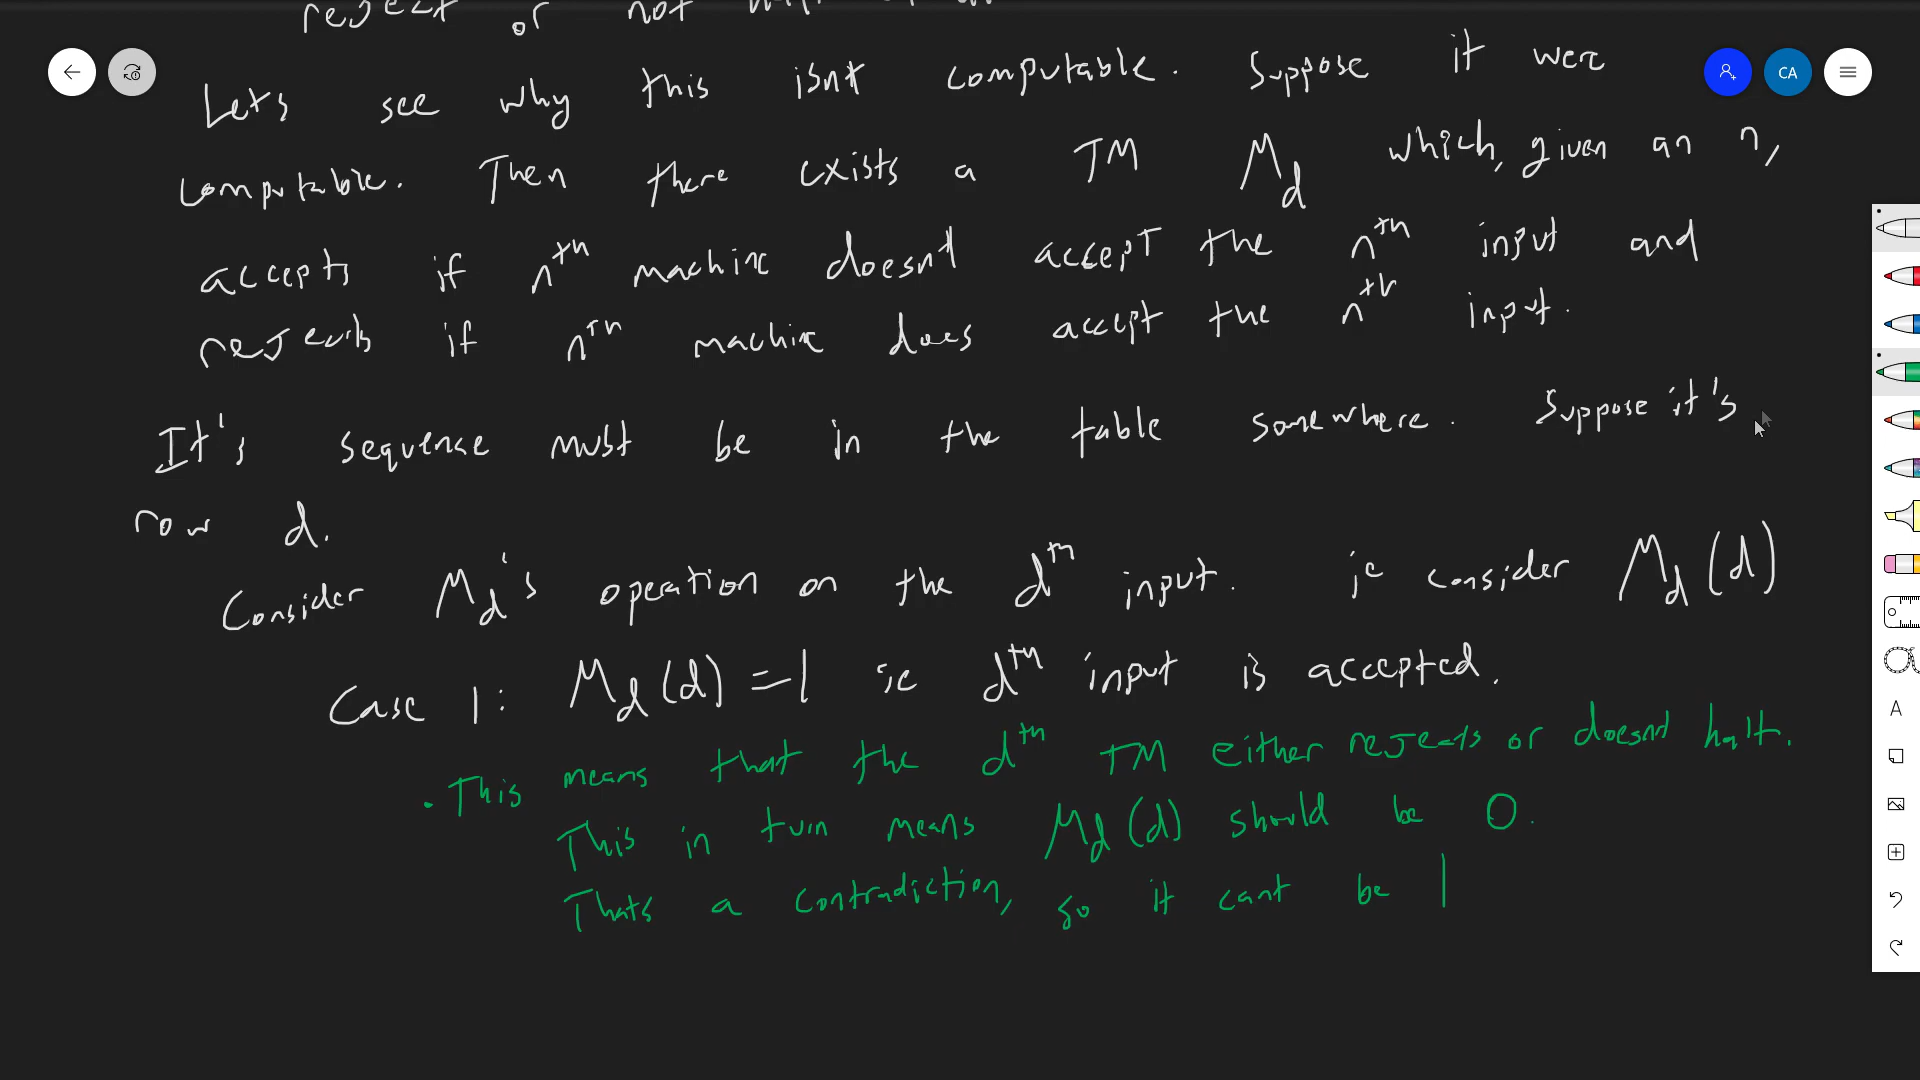 reject or not
Lets see why this isnt computable. Suppose it were
computable. Then there exists a TM M_d which, given an n,
accepts if n^th machine doesnt accept the n^th input and
rejects if n^th machine does accept the n^th input.
It's sequence must be in the table somewhere. Suppose it's
row d.
Consider M_d's operation on the d^th input. ie consider M_d(d)
Case 1: M_d(d)=1 ie d^th input is accepted.
• This means that the d^th TM either rejects or doesnt halt.
This in turn means M_d(d) should be 0.
Thats a contradiction, so it cant be 1
CA
A